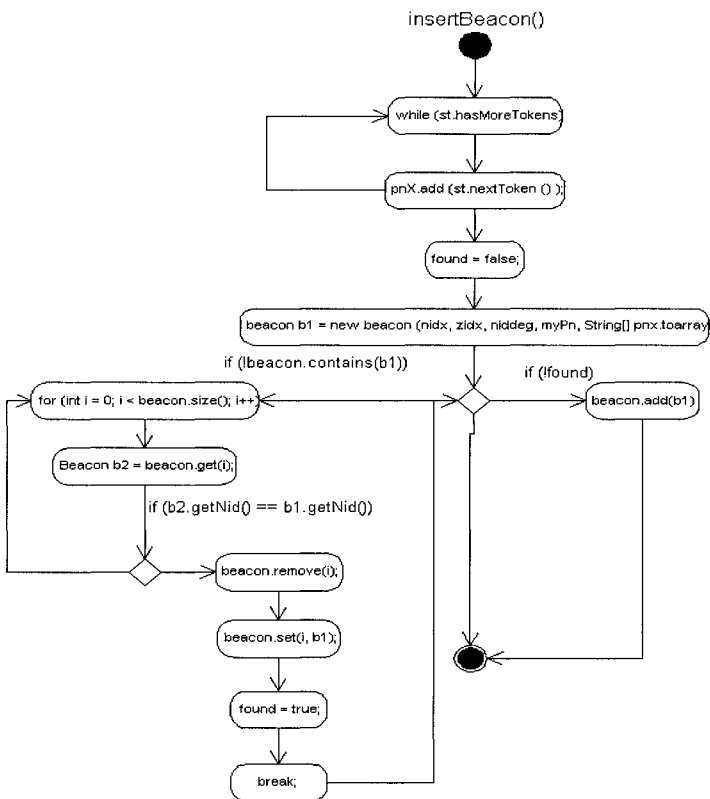 insertBeacon()
while (st.hasMoreTokens)
pnX.add (st.nextToken () );
found = false;
beacon b1 = new beacon (nidx, zidx, niddeg, myPn, String[] pnx.toarray
if (!beacon.contains(b1))
if (!found)
for (int i = 0; i < beacon.size(); i++)
beacon.add(b1)
Beacon b2 = beacon.get(i);
if (b2.getNid() == b1.getNid())
beacon.remove(i);
beacon.set(i, b1);
found = true;
break;